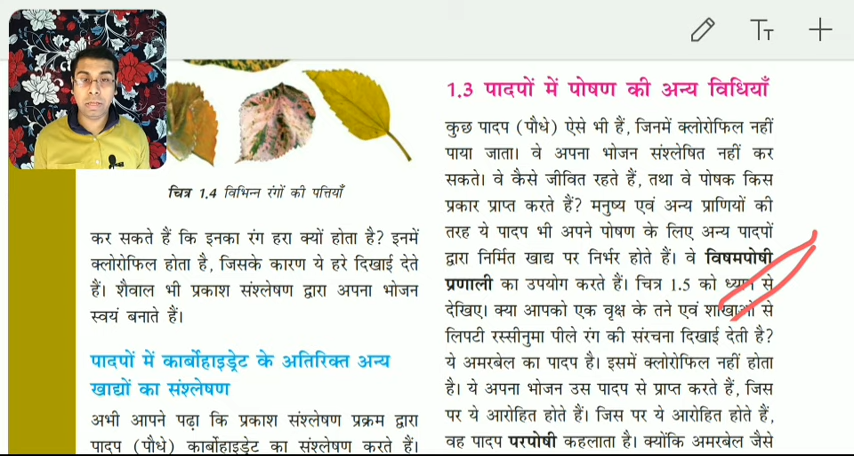 चित्र 1.4 विभिन्न रंगों की पत्तियाँ
कर सकते हैं कि इनका रंग हरा क्यों होता है? इनमें
क्लोरोफिल होता है, जिसके कारण ये हरे दिखाई देते
हैं। शैवाल भी प्रकाश संश्लेषण द्वारा अपना भोजन
स्वयं बनाते हैं।
पादपों में कार्बोहाइड्रेट के अतिरिक्त अन्य
खाद्यों का संश्लेषण
अभी आपने पढ़ा कि प्रकाश संश्लेषण प्रक्रम द्वारा
पादप (पौधे) कार्बोहाइड्रेट का संश्लेषण करते हैं।
1.3 पादपों में पोषण की अन्य विधियाँ
कुछ पादप (पौधे) ऐसे भी हैं, जिनमें क्लोरोफिल नहीं
पाया जाता। वे अपना भोजन संश्लेषित नहीं कर
सकते। वे कैसे जीवित रहते हैं, तथा वे पोषक किस
प्रकार प्राप्त करते हैं? मनुष्य एवं अन्य प्राणियों की
तरह ये पादप भी अपने पोषण के लिए अन्य पादपों
द्वारा निर्मित खाद्य पर निर्भर होते हैं। वे विषमपोषी
प्रणाली का उपयोग करते हैं। चित्र 1.5 को ध्यान से
देखिए। क्या आपको एक वृक्ष के तने एवं शाखाओं से
लिपटी रस्सीनुमा पीले रंग की संरचना दिखाई देती है?
ये अमरबेल का पादप है। इसमें क्लोरोफिल नहीं होता
है। ये अपना भोजन उस पादप से प्राप्त करते हैं, जिस
पर ये आरोहित होते हैं। जिस पर ये आरोहित होते हैं,
वह पादप परपोषी कहलाता है। क्योंकि अमरबेल जैसे
TT